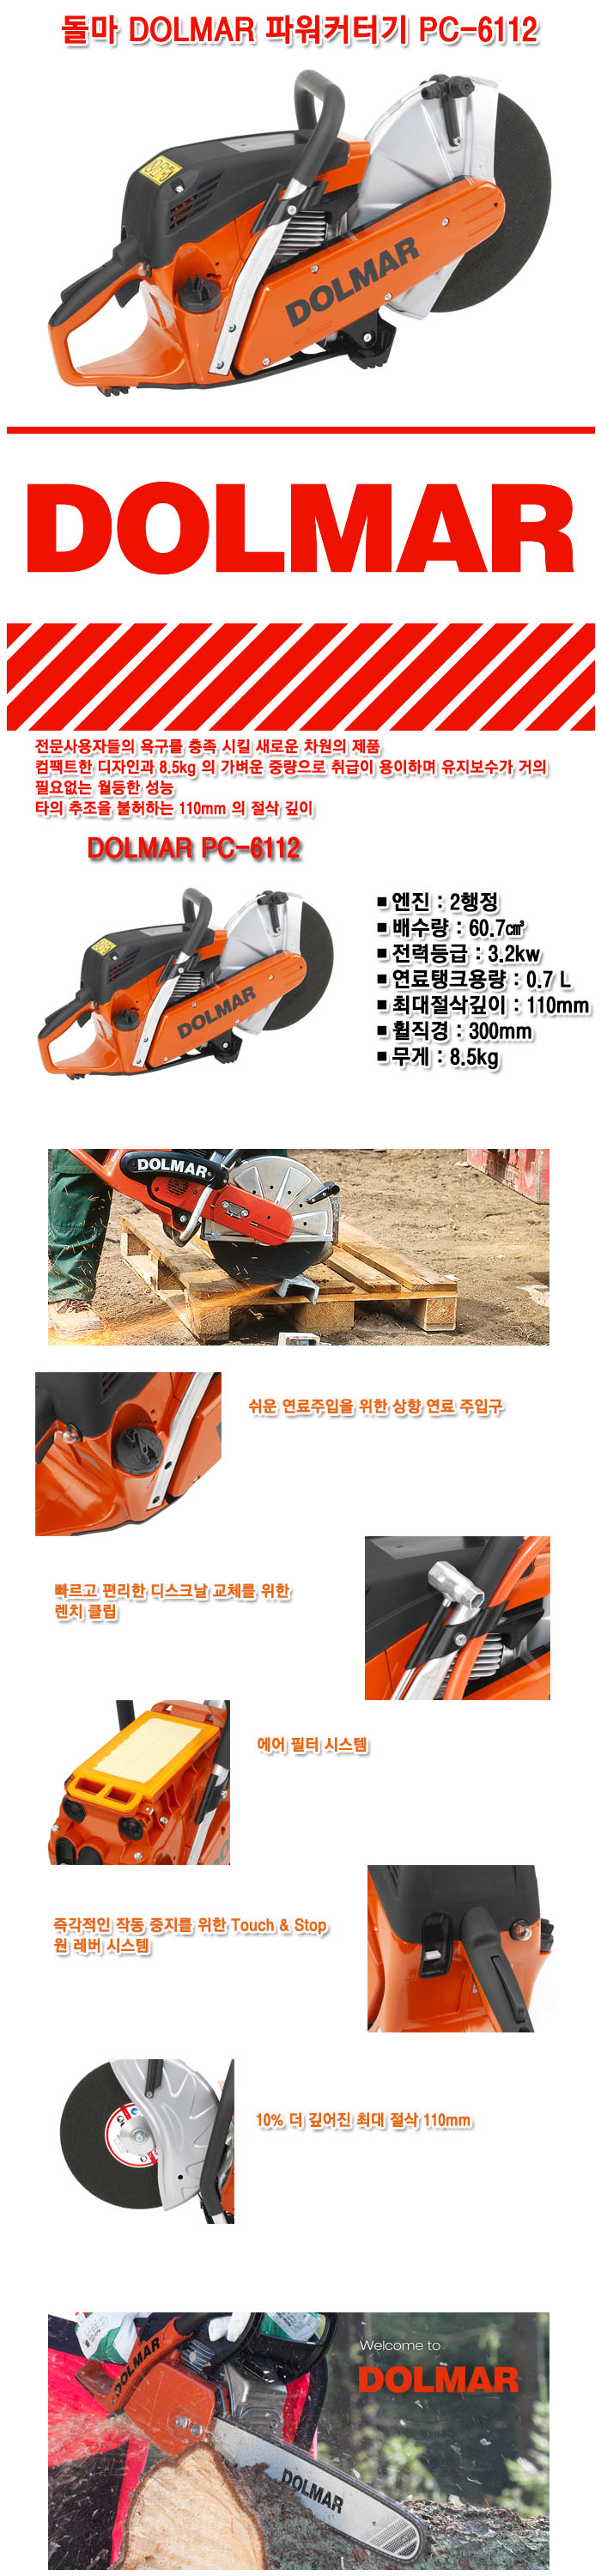 돌마 DOLMAR 파워커터기 PC-6112
DOLMAR
DOLMAR
전문사용자들의 욕구를 충족 시킬 새로운 차원의 제품
컴팩트한 디자인과 8.5kg 의 가벼운 중량으로 취급이 용이하며 유지보수가 거의
필요없는 월등한 성능
타의 추조을 불허하는 110mm 의 절삭 깊이
DOLMAR PC-6112
DOLMAR
■ 엔진 : 2행정
■ 배수량 : 60.7㎤
■ 전력등급 : 3.2kw
■ 연료탱크용량 : 0.7 L
■ 최대절삭깊이 : 110mm
■ 휠직경 : 300mm
■ 무게 : 8.5kg
DOLMAR
쉬운 연료주입을 위한 상향 연료 주입구
빠르고 편리한 디스크날 교체를 위한
렌치 클립
에어 필터 시스템
즉각적인 작동 중지를 위한 Touch & Stop
원 레버 시스템
10% 더 깊어진 최대 절삭 110mm
Welcome to
DOLMAR
DOLMAR
DOLMAR